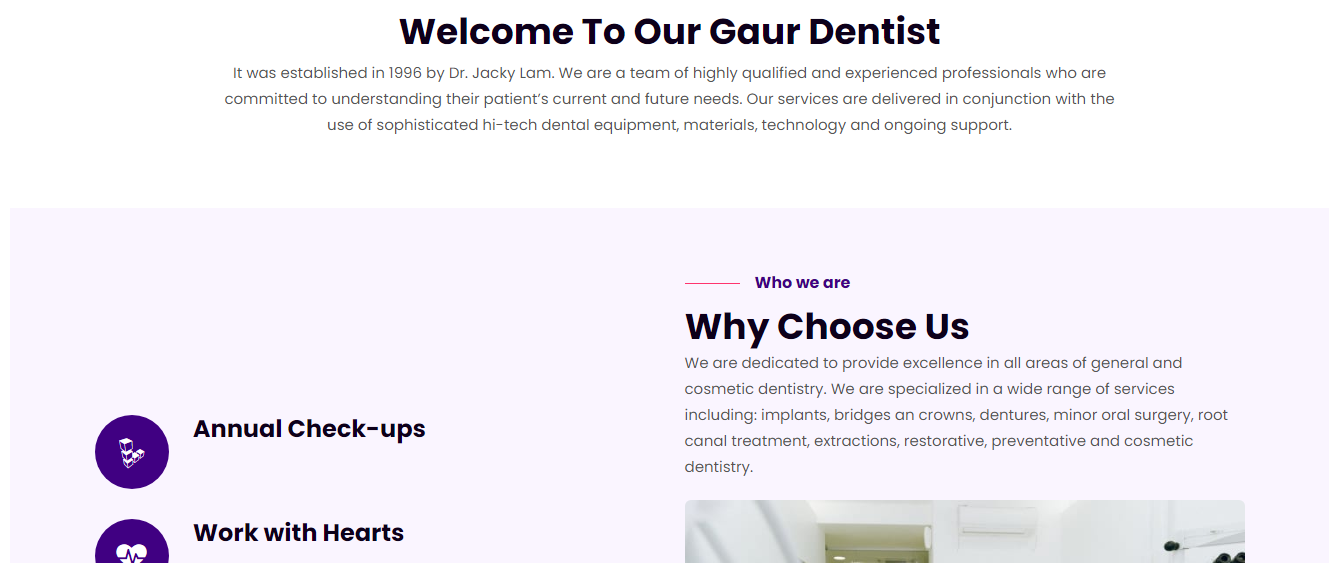 Welcome To Our Gaur Dentist
It was established in 1996 by Dr. Jacky Lam. We are a team of highly qualified and experienced professionals who are
committed to understanding their patient’s current and future needs. Our services are delivered in conjunction with the
use of sophisticated hi-tech dental equipment, materials, technology and ongoing support.
Annual Check-ups
Work with Hearts
Who we are
Why Choose Us
We are dedicated to provide excellence in all areas of general and
cosmetic dentistry. We are specialized in a wide range of services
including: implants, bridges an crowns, dentures, minor oral surgery, root
canal treatment, extractions, restorative, preventative and cosmetic
dentistry.